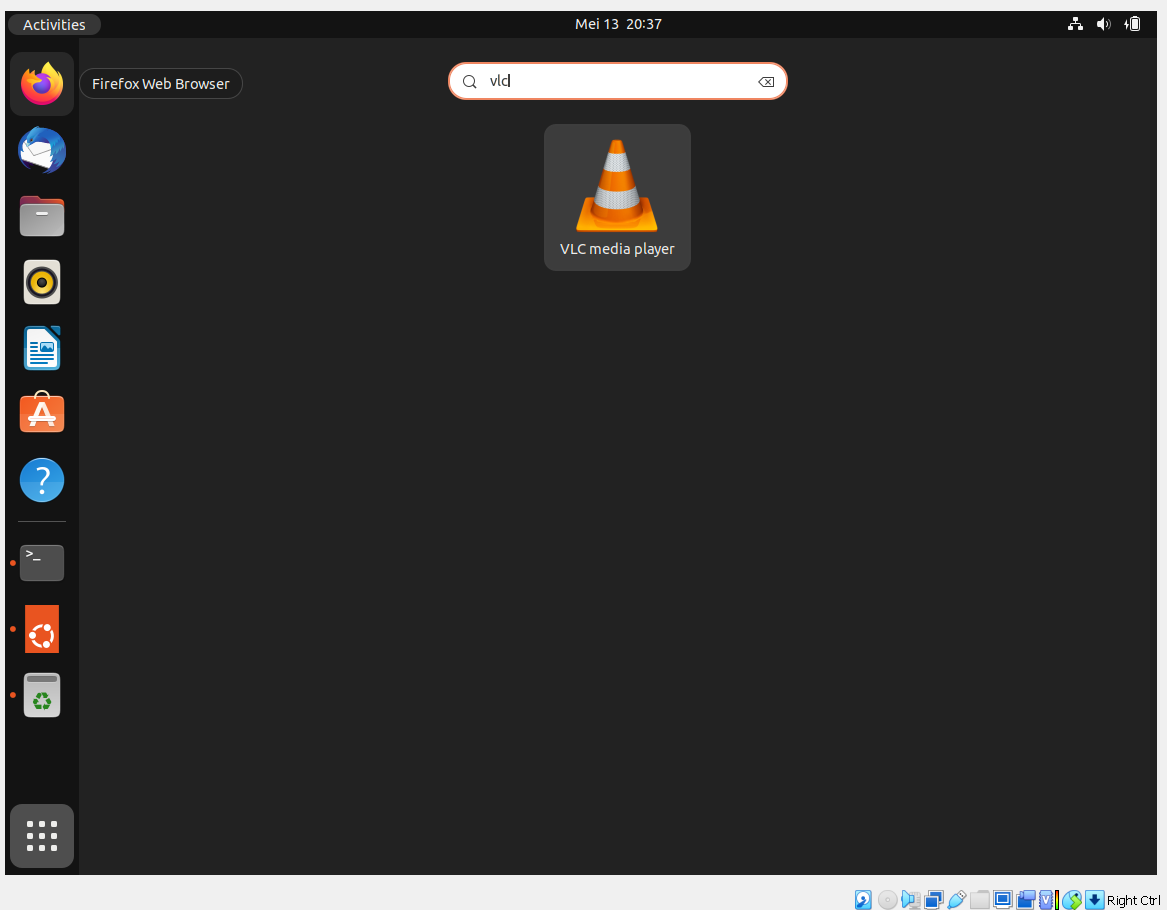 Activities
Mei 13 20:37
Firefox Web Browser
vlc
VLC media player
Right Ctrl